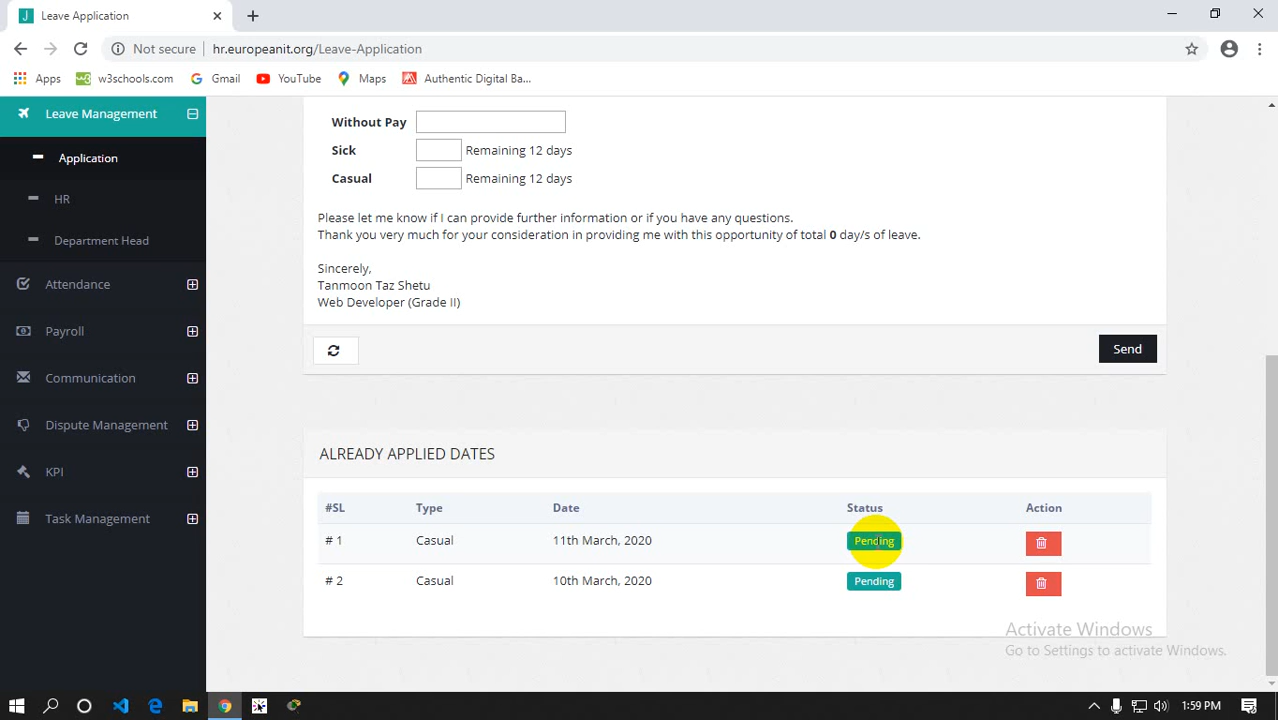 Leave Application
Not secure hr.europeanit.org/Leave-Application
Apps w3schools.com Gmail YouTube Maps Authentic Digital Ba...
Leave Management
Application
HR
Department Head
Attendance
Payroll
Communication
Dispute Management
KPI
Task Management
Without Pay
Sick Remaining 12 days
Casual Remaining 12 days
Please let me know if I can provide further information or if you have any questions.
Thank you very much for your consideration in providing me with this opportunity of total 0 day/s of leave.
Sincerely,
Tanmoon Taz Shetu
Web Developer (Grade II)
Send
ALREADY APPLIED DATES
#SL Type Date Status Action
# 1 Casual 11th March, 2020 Pending
# 2 Casual 10th March, 2020 Pending
Activate Windows
Go to Settings to activate Windows.
1:59 PM